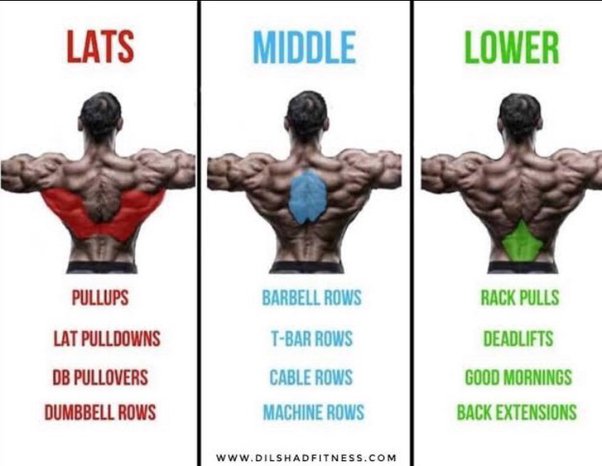 LATS
PULLUPS
LAT PULLDOWNS
DB PULLOVERS
DUMBBELL ROWS
MIDDLE
BARBELL ROWS
T-BAR ROWS
CABLE ROWS
MACHINE ROWS
LOWER
RACK PULLS
DEADLIFTS
GOOD MORNINGS
BACK EXTENSIONS
WWW.DILSHADFITNESS.COM